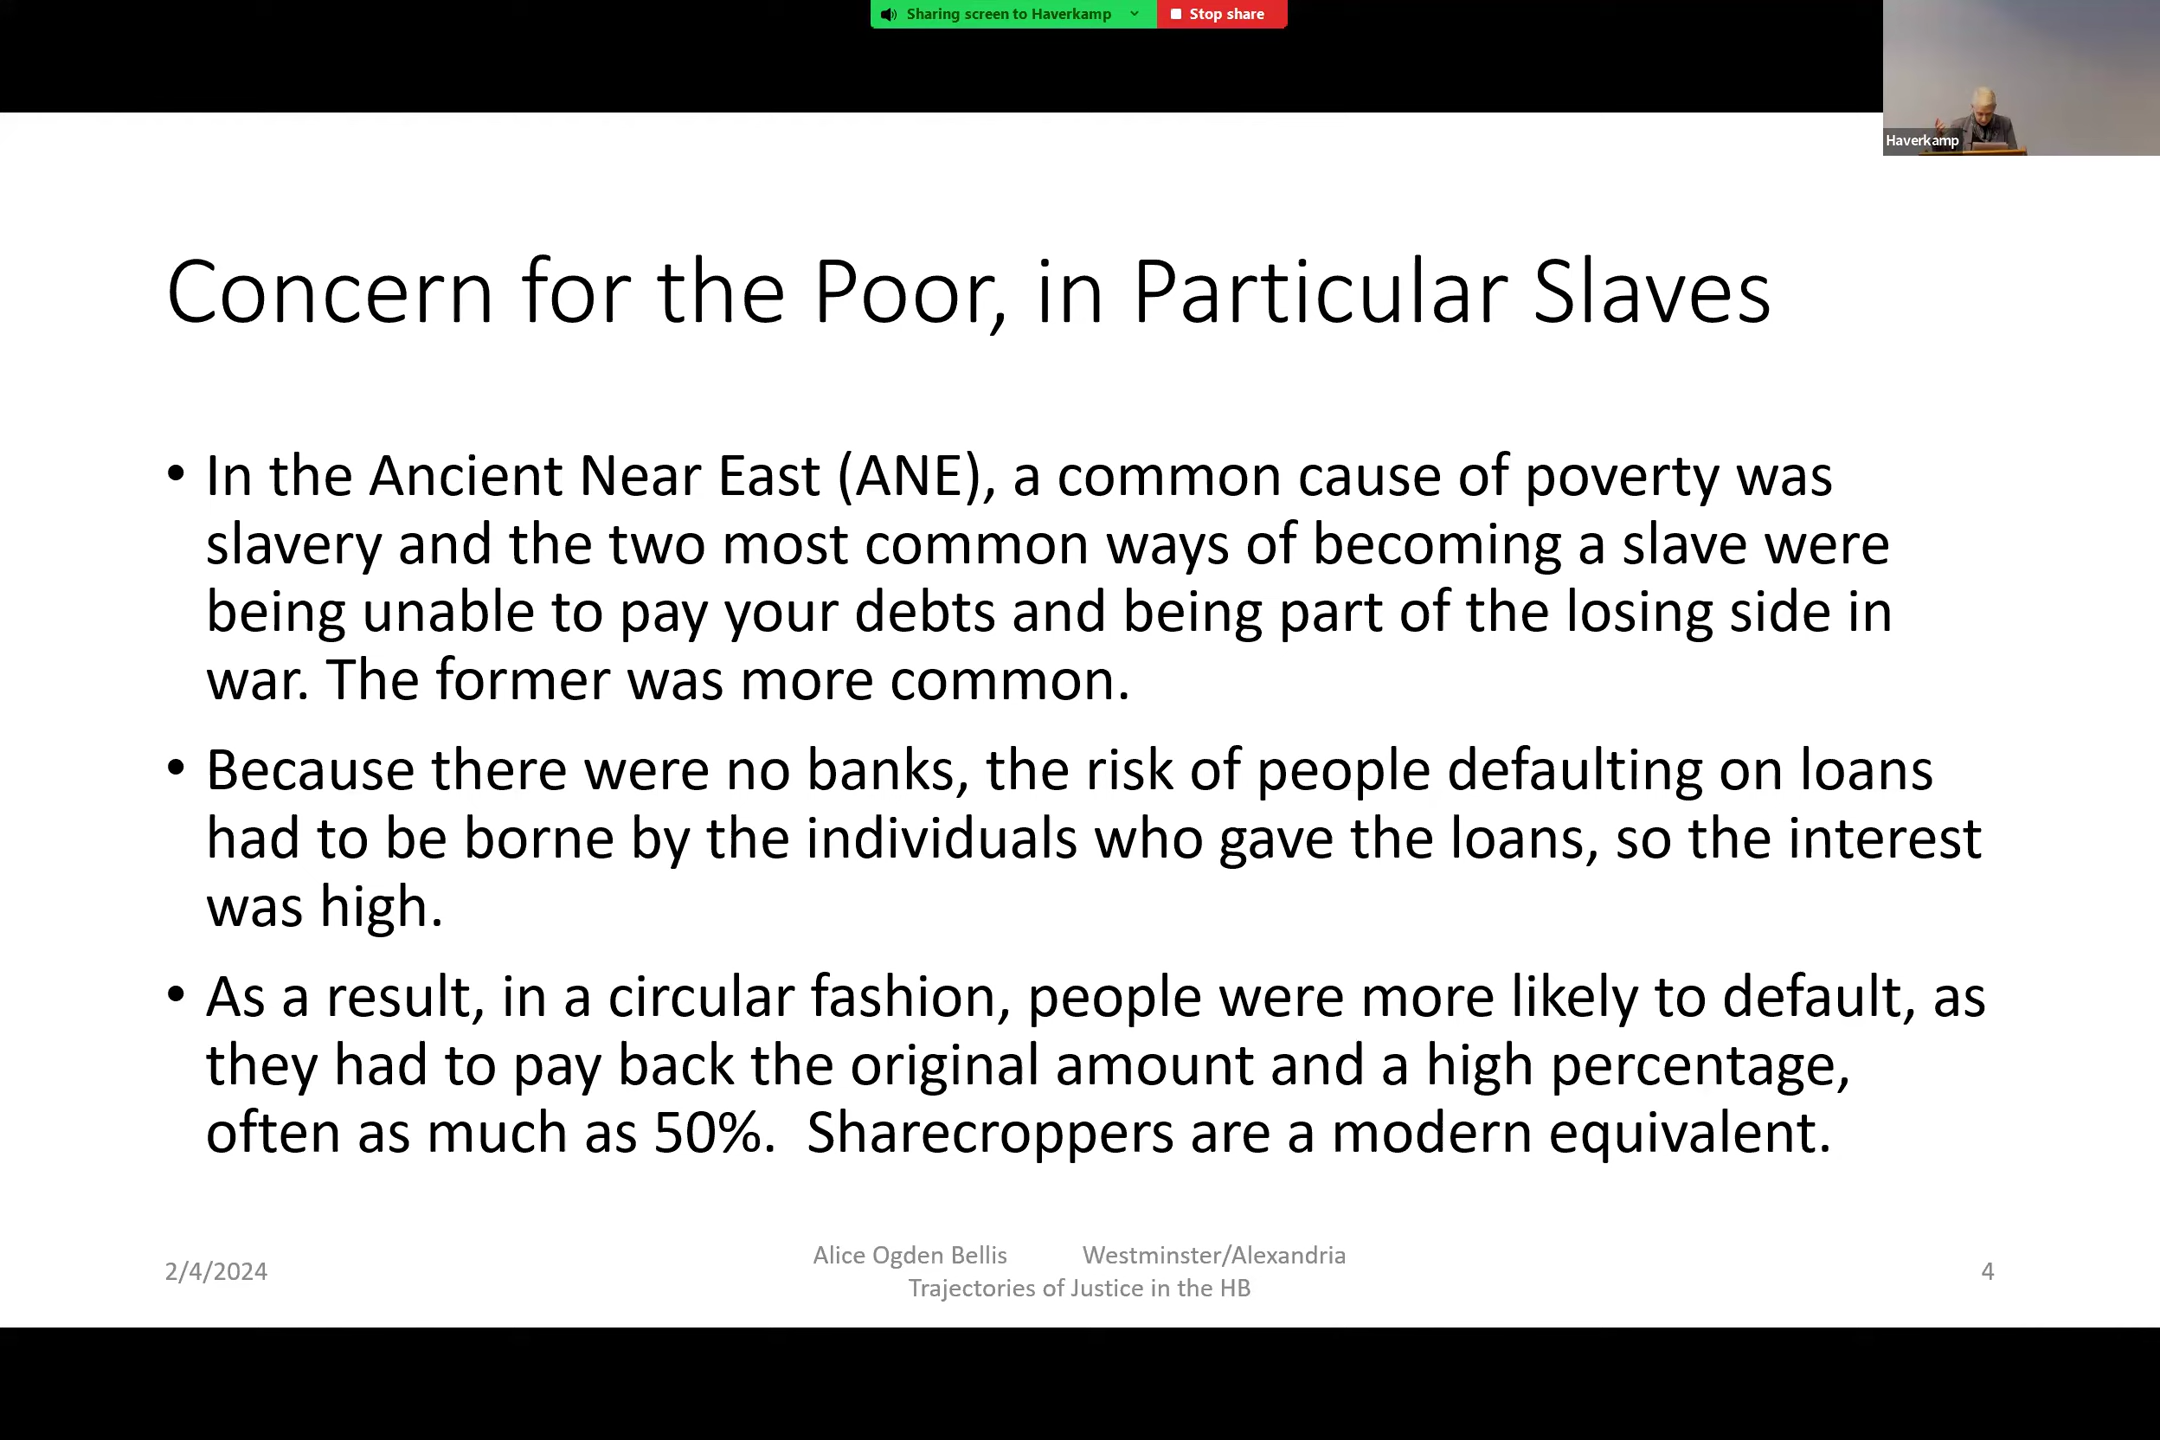 Sharing screen to Haverkamp
Stop share
Haverkamp
Concern for the Poor, in Particular Slaves
• In the Ancient Near East (ANE), a common cause of poverty was
slavery and the two most common ways of becoming a slave were
being unable to pay your debts and being part of the losing side in
war. The former was more common.
• Because there were no banks, the risk of people defaulting on loans
had to be borne by the individuals who gave the loans, so the interest
was high.
• As a result, in a circular fashion, people were more likely to default, as
they had to pay back the original amount and a high percentage,
often as much as 50%.  Sharecroppers are a modern equivalent.
2/4/2024
Alice Ogden Bellis Westminster/Alexandria
Trajectories of Justice in the HB
4